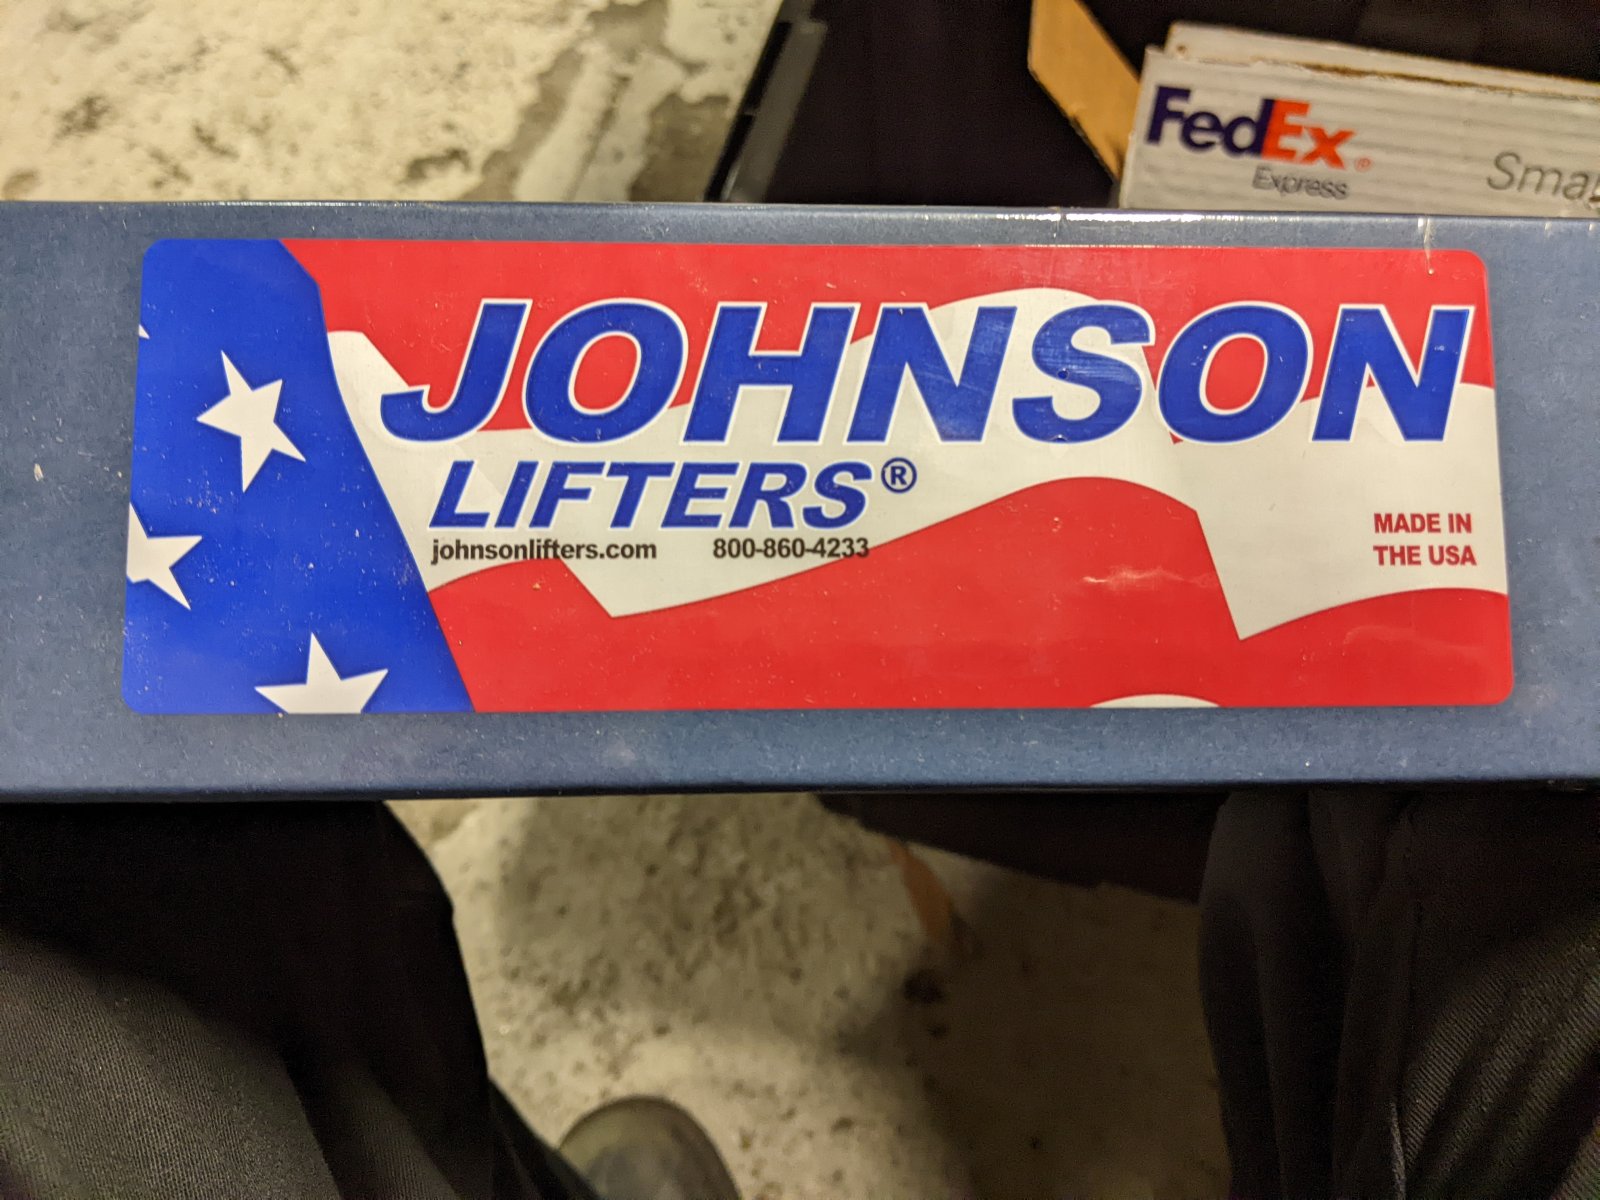 FedEx®
Express
JOHNSON
LIFTERS®
johnsonlifters.com 800-860-4233
MADE IN
THE USA